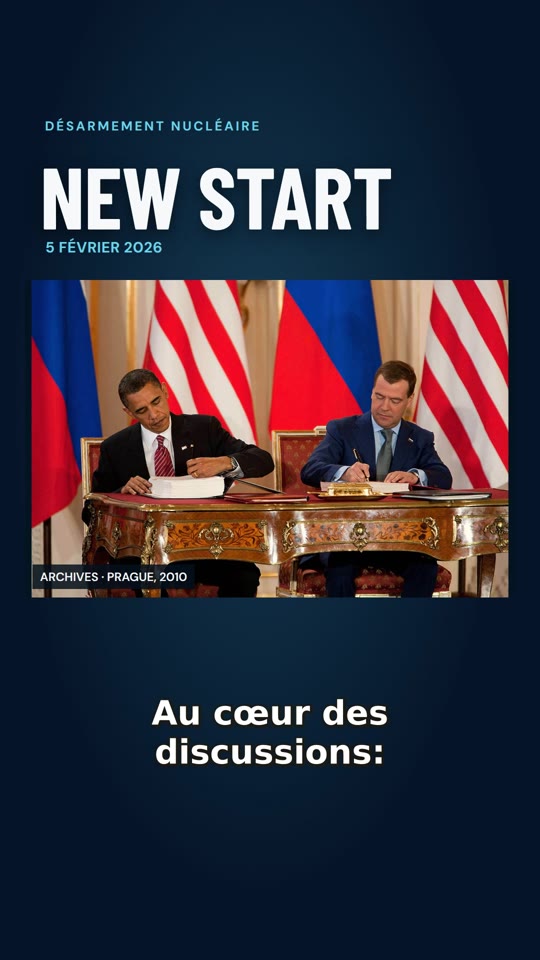 DÉSARMEMENT NUCLÉAIRE
NEW START
5 FÉVRIER 2026
ARCHIVES · PRAGUE, 2010
Au cœur des
discussions: